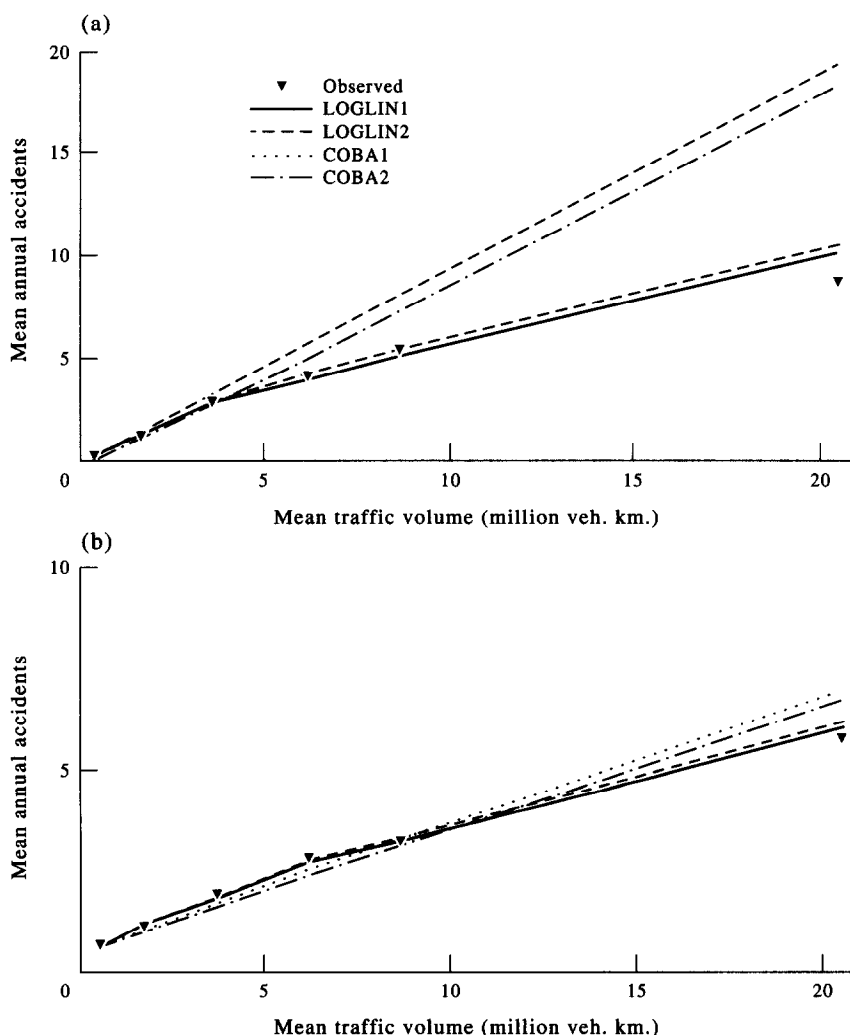 (a)
20
15
10
5
0
5
10
15
20
Mean annual accidents
Observed
LOGLIN1
LOGLIN2
COBA1
COBA2
Mean traffic volume (million veh. km.)
(b)
10
5
0
5
10
15
20
Mean annual accidents
Mean traffic volume (million veh. km.)